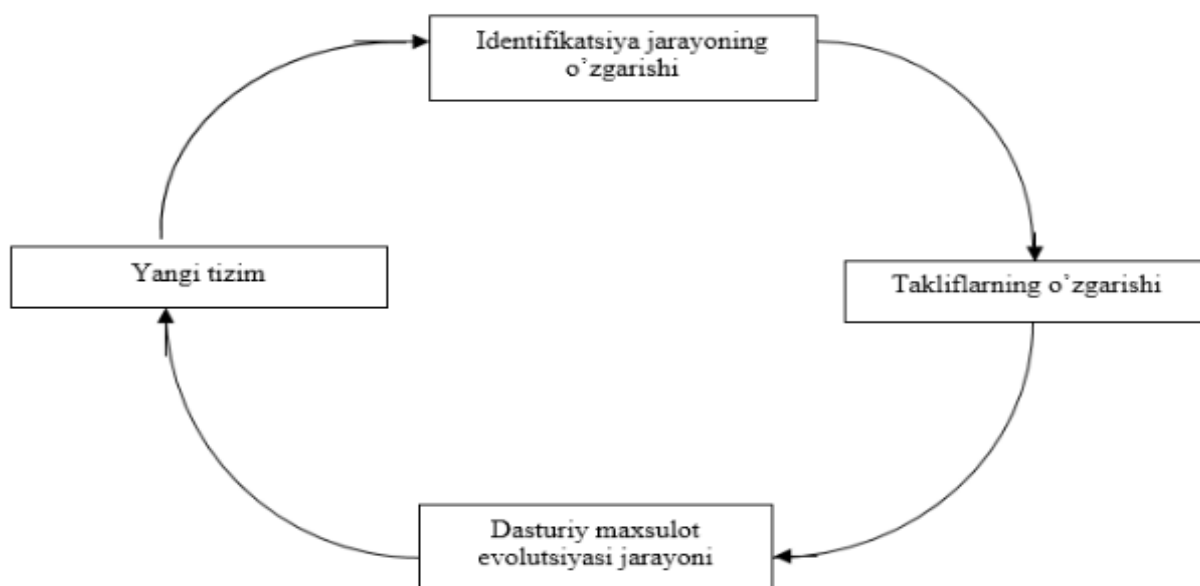 Identifikatsiya jarayoning
o’zgarishi
Yangi tizim
Takliflarning o’zgarishi
Dasturiy maxsulot
evolutsiyasi jarayoni